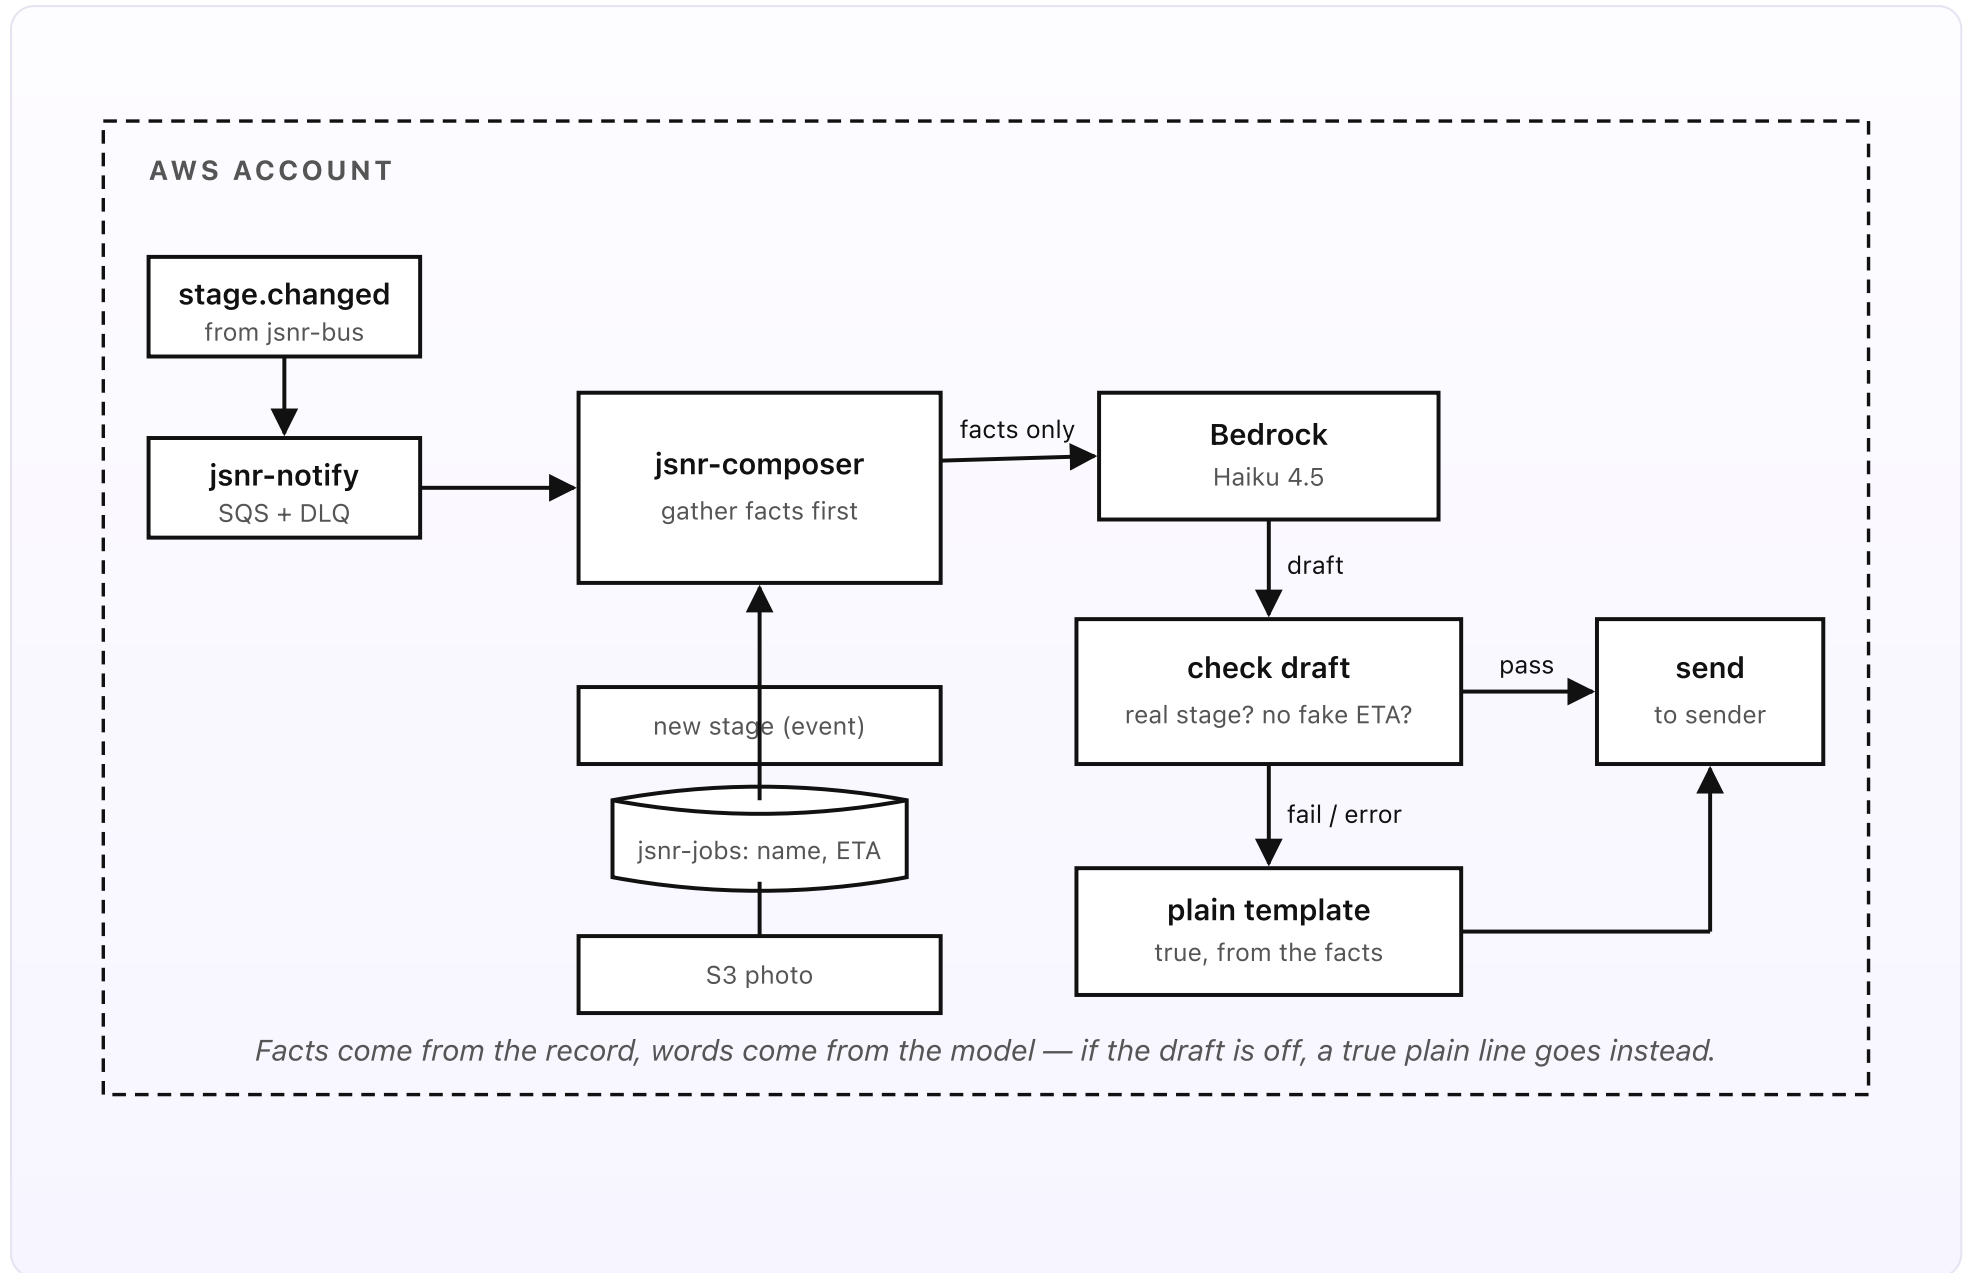 AWS ACCOUNT
stage.changed
from jsnr-bus
jsnr-notify
SQS + DLQ
jsnr-composer
gather facts first
facts only
Bedrock
Haiku 4.5
draft
new stage (event)
jsnr-jobs: name, ETA
S3 photo
check draft
real stage? no fake ETA?
pass
send
to sender
fail / error
plain template
true, from the facts
Facts come from the record, words come from the model — if the draft is off, a true plain line goes instead.